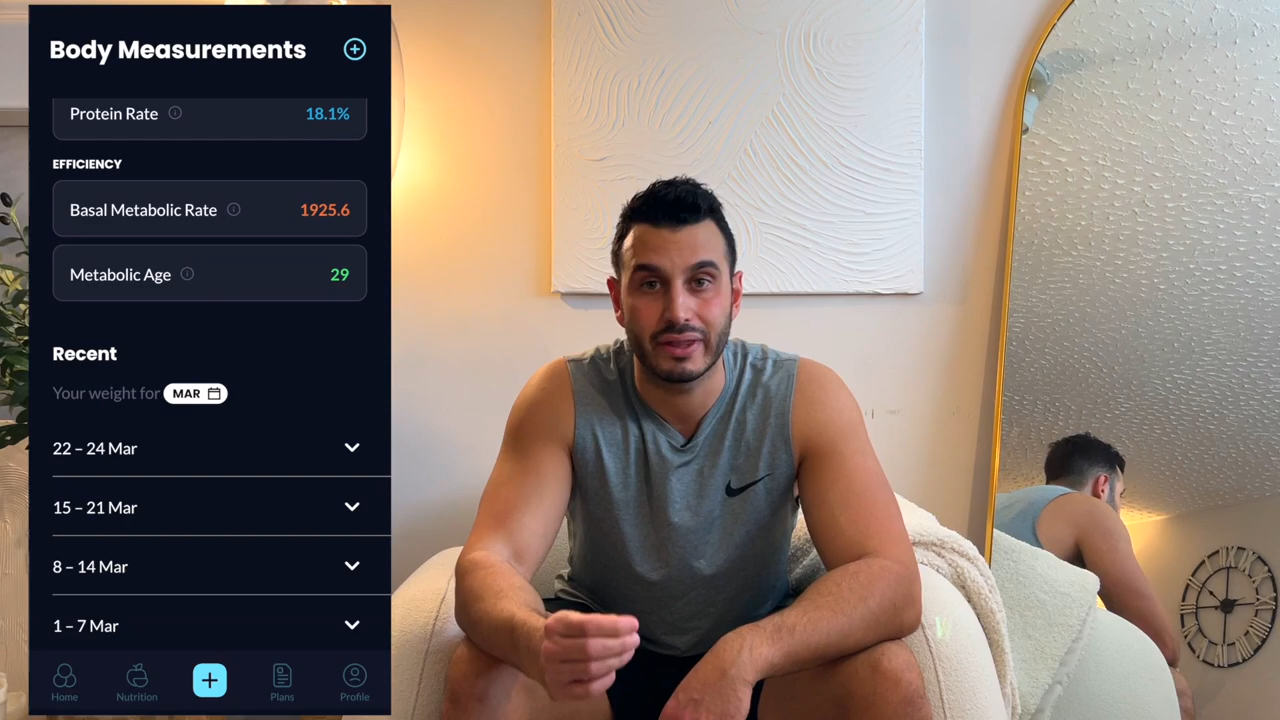 Body Measurements
Protein Rate 18.1%
EFFICIENCY
Basal Metabolic Rate 1925.6
Metabolic Age 29
Recent
Your weight for MAR
22 – 24 Mar
15 – 21 Mar
8 – 14 Mar
1 – 7 Mar
Home Nutrition Plans Profile